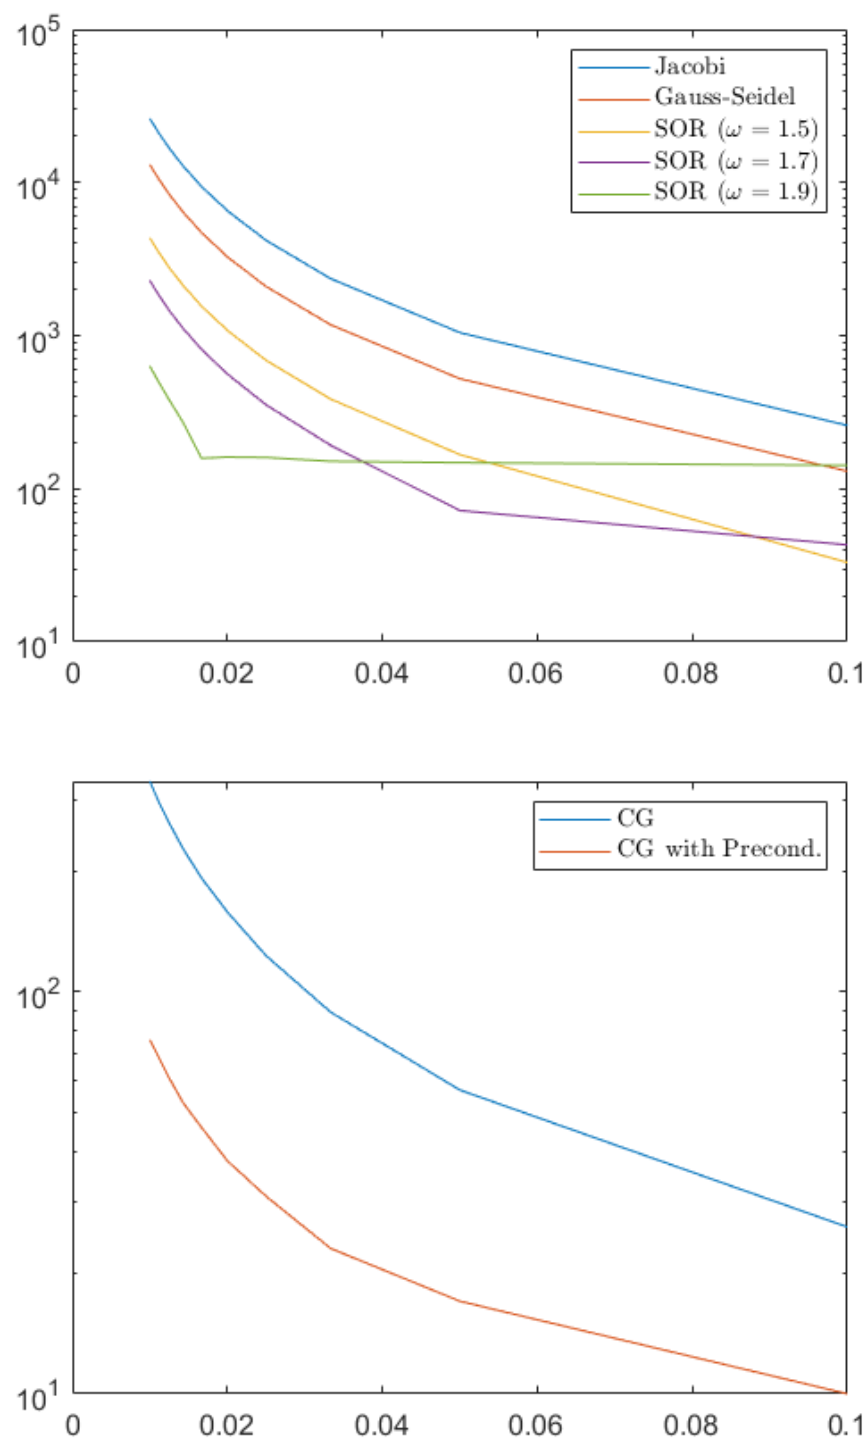 10^5
Jacobi
Gauss-Seidel
SOR (ω = 1.5)
SOR (ω = 1.7)
SOR (ω = 1.9)
10^4
10^3
10^2
10^1
0 0.02 0.04 0.06 0.08 0.1
CG
CG with Precond.
10^2
10^1
0 0.02 0.04 0.06 0.08 0.1